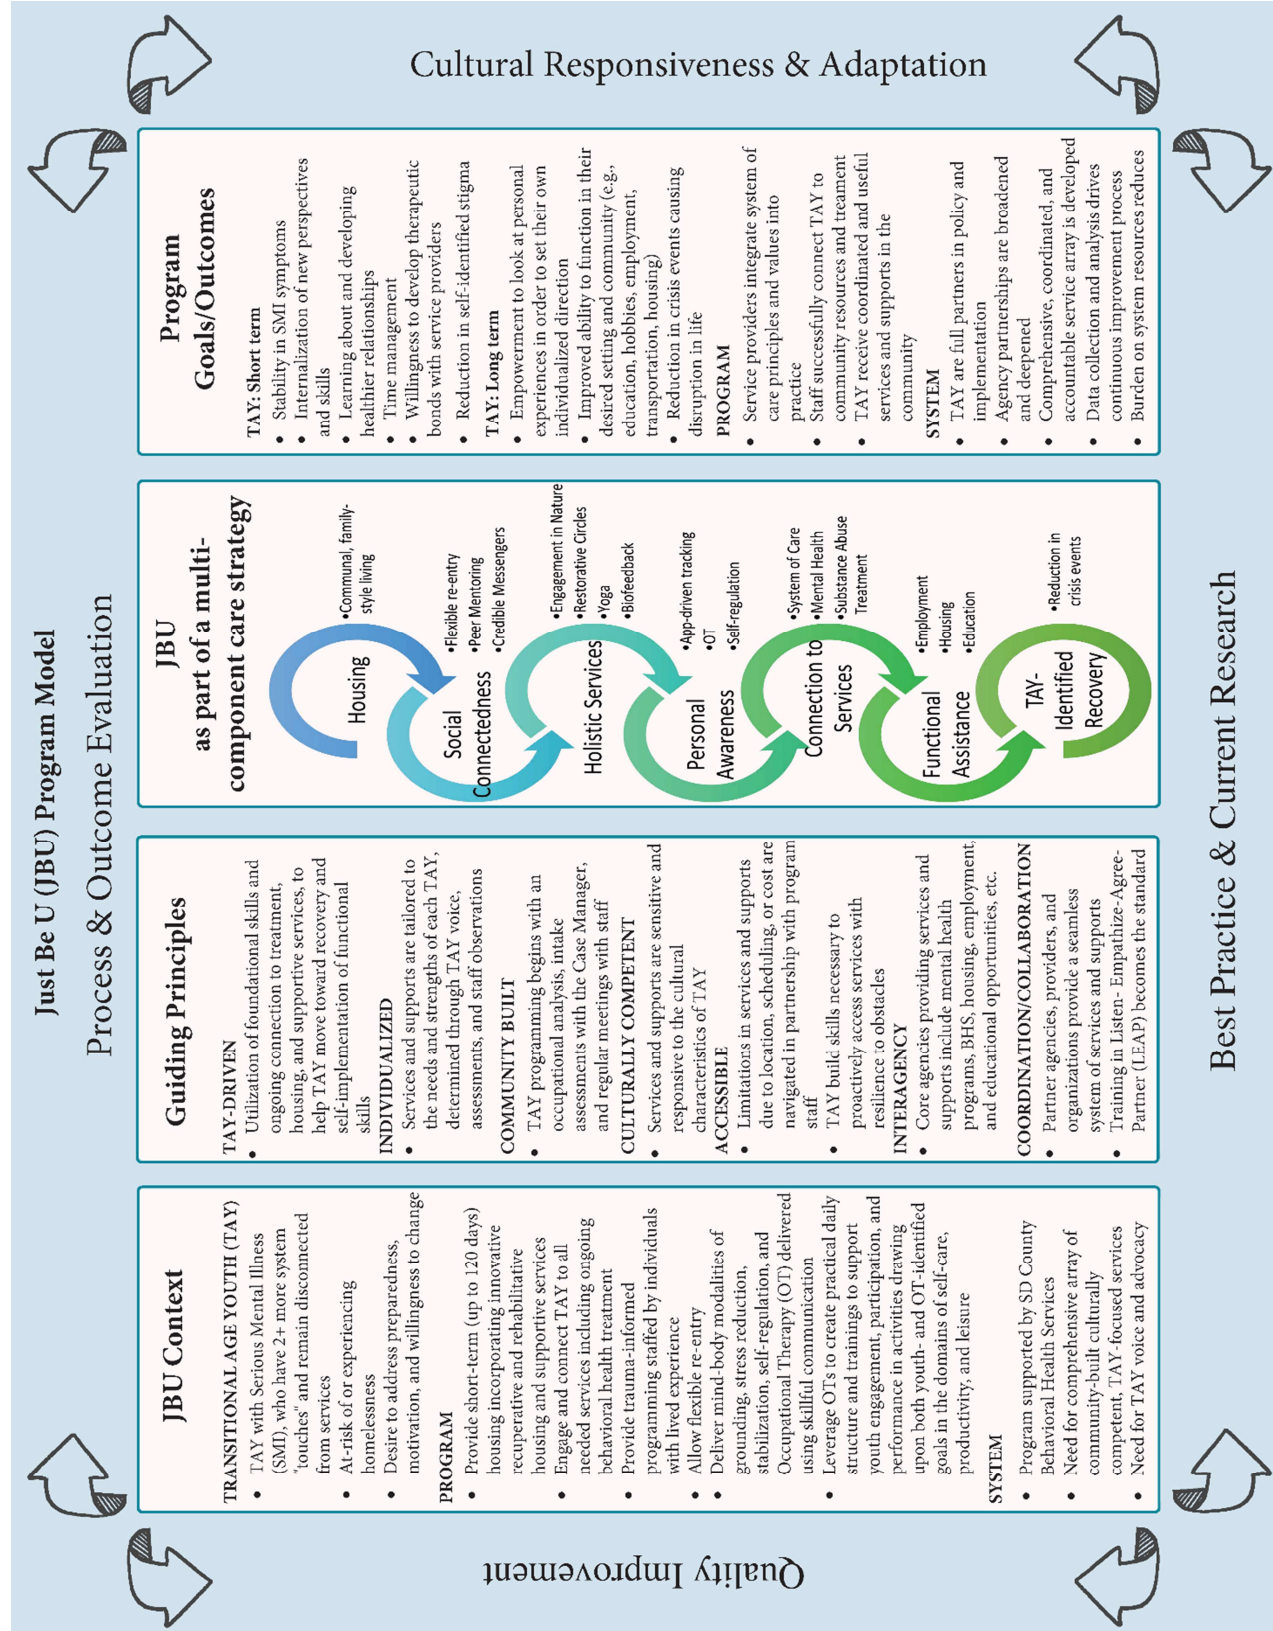 Just Be U (JBU) Program Model
Process & Outcome Evaluation
Quality Improvement
JBU Context
TRANSITIONAL AGE YOUTH (TAY)
• TAY with Serious Mental Illness
(SMI), who have 2+ more system
"touches" and remain disconnected
from services
• At-risk of or experiencing
homelessness
• Desire to address preparedness,
motivation, and willingness to change
PROGRAM
• Provide short-term (up to 120 days)
housing incorporating innovative
recuperative and rehabilitative
housing and supportive services
• Engage and connect TAY to all
needed services including ongoing
behavioral health treatment
• Provide trauma-informed
programming staffed by individuals
with lived experience
• Allow flexible re-entry
• Deliver mind-body modalities of
grounding, stress reduction,
stabilization, self-regulation, and
Occupational Therapy (OT) delivered
using skillful communication
• Leverage OTs to create practical daily
structure and trainings to support
youth engagement, participation, and
performance in activities drawing
upon both youth- and OT-identified
goals in the domains of self-care,
productivity, and leisure
SYSTEM
• Program supported by SD County
Behavioral Health Services
• Need for comprehensive array of
community-built culturally
competent, TAY-focused services
• Need for TAY voice and advocacy
Guiding Principles
TAY-DRIVEN
• Utilization of foundational skills and
ongoing connection to treatment,
housing, and supportive services, to
help TAY move toward recovery and
self-implementation of functional
skills
INDIVIDUALIZED
• Services and supports are tailored to
the needs and strengths of each TAY,
determined through TAY voice,
assessments, and staff observations
COMMUNITY BUILT
• TAY programming begins with an
occupational analysis, intake
assessments with the Case Manager,
and regular meetings with staff
CULTURALLY COMPETENT
• Services and supports are sensitive and
responsive to the cultural
characteristics of TAY
ACCESSIBLE
• Limitations in services and supports
due to location, scheduling, or cost are
navigated in partnership with program
staff
• TAY build skills necessary to
proactively access services with
resilience to obstacles
INTERAGENCY
• Core agencies providing services and
supports include mental health
programs, BHS, housing, employment,
and educational opportunities, etc.
COORDINATION/COLLABORATION
• Partner agencies, providers, and
organizations provide a seamless
system of services and supports
• Training in Listen- Empathize-Agree-
Partner (LEAP) becomes the standard
JBU
as part of a multi-
component care strategy
Housing
•Communal, family-
style living
Social
Connectedness
•Flexible re-entry
•Peer Mentoring
•Credible Messengers
Holistic Services
•Engagement in Nature
•Restorative Circles
•Yoga
•Biofeedback
Personal
Awareness
•App-driven tracking
•OT
•Self-regulation
Connection to
Services
•System of Care
•Mental Health
•Substance Abuse
Treatment
Functional
Assistance
•Employment
•Housing
•Education
TAY-
Identified
Recovery
•Reduction in
crisis events
Program
Goals/Outcomes
TAY: Short term
• Stability in SMI symptoms
• Internalization of new perspectives
and skills
• Learning about and developing
healthier relationships
• Time management
• Willingness to develop therapeutic
bonds with service providers
• Reduction in self-identified stigma
TAY: Long term
• Empowerment to look at personal
experiences in order to set their own
individualized direction
• Improved ability to function in their
desired setting and community (e.g.,
education, hobbies, employment,
transportation, housing)
• Reduction in crisis events causing
disruption in life
PROGRAM
• Service providers integrate system of
care principles and values into
practice
• Staff successfully connect TAY to
community resources and treament
• TAY receive coordinated and useful
services and supports in the
community
SYSTEM
• TAY are full partners in policy and
implementation
• Agency partnerships are broadened
and deepened
• Comprehensive, coordinated, and
accountable service array is developed
• Data collection and analysis drives
continuous improvement process
• Burden on system resources reduces
Cultural Responsiveness & Adaptation
Best Practice & Current Research